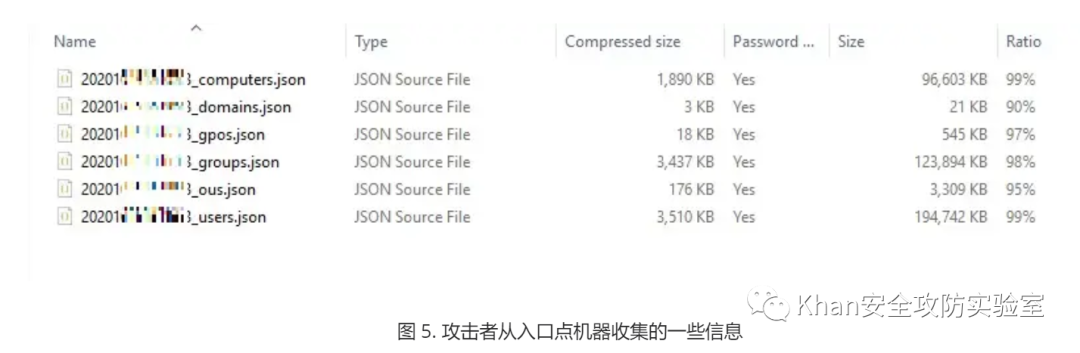 Name Type Compressed size Password ... Size Ratio
20201 3_computers.json JSON Source File 1,890 KB Yes 96,603 KB 99%
20201 3_domains.json JSON Source File 3 KB Yes 21 KB 90%
20201 3_gpos.json JSON Source File 18 KB Yes 545 KB 97%
20201 3_groups.json JSON Source File 3,437 KB Yes 123,894 KB 98%
20201 3_ous.json JSON Source File 176 KB Yes 3,309 KB 95%
20201 3_users.json JSON Source File 3,510 KB Yes 194,742 KB 99%
Khan安全攻防实验室
图 5. 攻击者从入口点机器收集的一些信息